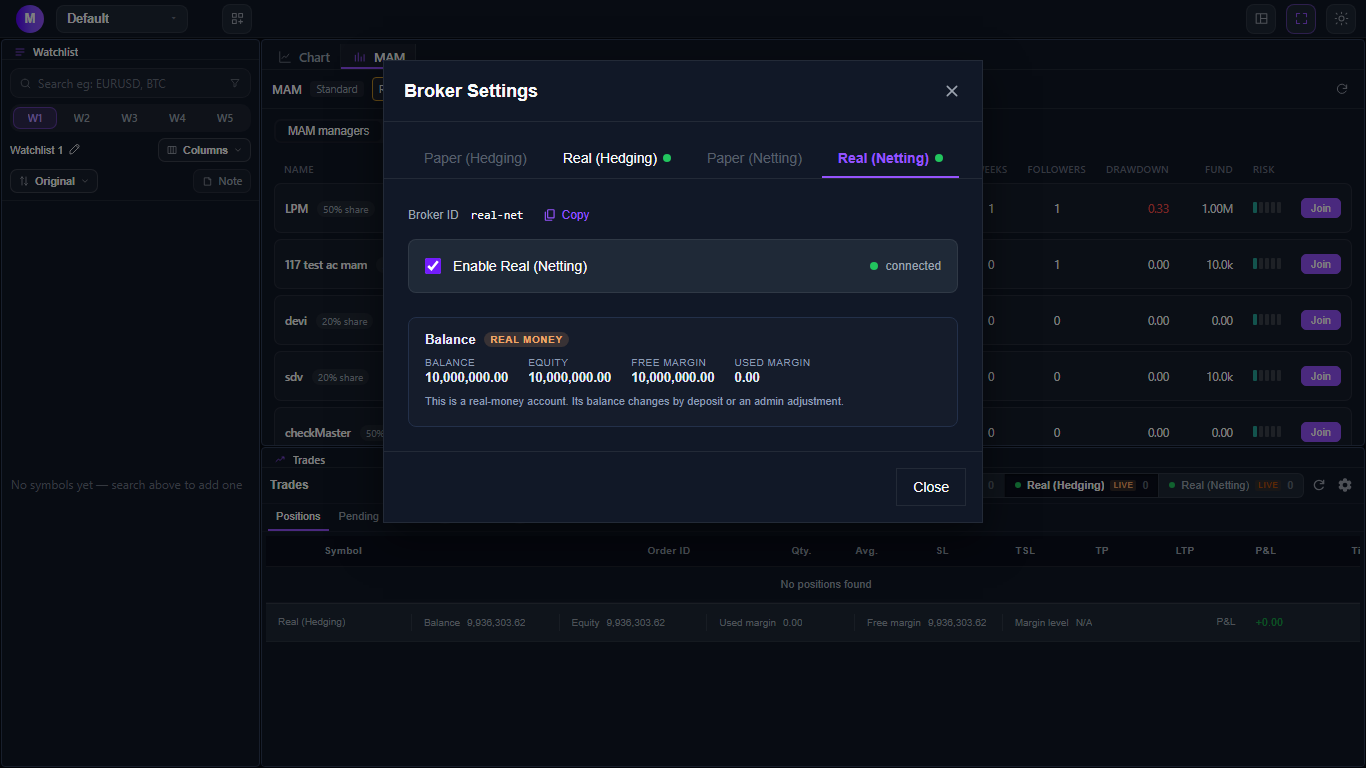 M
Default
Watchlist
Search eg: EURUSD, BTC
W1 W2 W3 W4 W5
Watchlist 1 Columns
Original Note
No symbols yet — search above to add one
Chart MAM
MAM Standard
MAM managers
NAME FOLLOWERS DRAWDOWN FUND RISK
LPM 50% share 1 1 0.33 1.00M Join
117 test ac mam 0 1 0.00 10.0k Join
devi 20% share 0 0 0.00 0.00 Join
sdv 20% share 0 0 0.00 10.0k Join
checkMaster 50% 0 0 0.00 0.00 Join
Broker Settings
Paper (Hedging) Real (Hedging) Paper (Netting) Real (Netting)
Broker ID real-net Copy
Enable Real (Netting) connected
Balance REAL MONEY
BALANCE EQUITY FREE MARGIN USED MARGIN
10,000,000.00 10,000,000.00 10,000,000.00 0.00
This is a real-money account. Its balance changes by deposit or an admin adjustment.
Close
Trades
Trades 0 Real (Hedging) LIVE 0 Real (Netting) LIVE 0
Positions Pending
Symbol Order ID Qty. Avg. SL TSL TP LTP P&L Ti
No positions found
Real (Hedging) Balance 9,936,303.62 Equity 9,936,303.62 Used margin 0.00 Free margin 9,936,303.62 Margin level N/A P&L +0.00